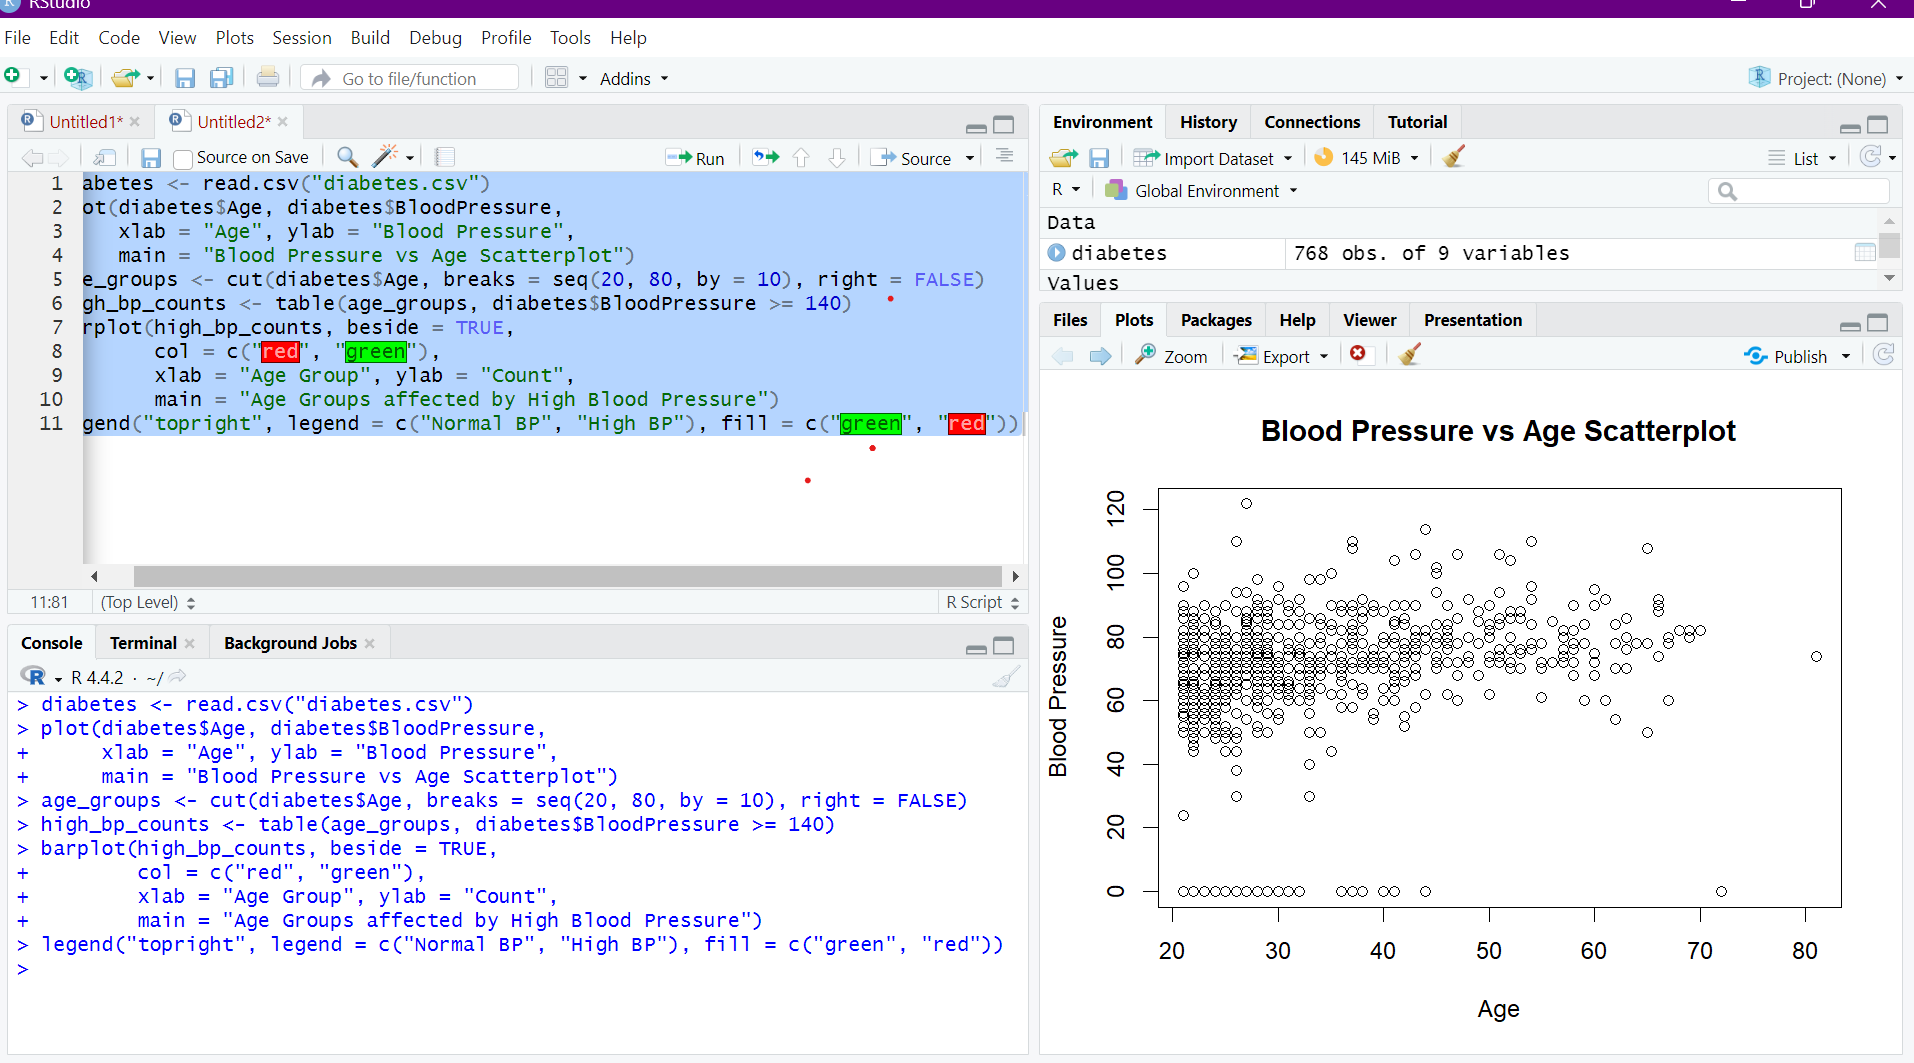 RStudio
File Edit Code View Plots Session Build Debug Profile Tools Help
Go to file/function Addins Project: (None)
Untitled1* Untitled2*
Source on Save Run Source
1 abetes <- read.csv("diabetes.csv")
2 ot(diabetes$Age, diabetes$BloodPressure,
3 xlab = "Age", ylab = "Blood Pressure",
4 main = "Blood Pressure vs Age Scatterplot")
5 e_groups <- cut(diabetes$Age, breaks = seq(20, 80, by = 10), right = FALSE)
6 gh_bp_counts <- table(age_groups, diabetes$BloodPressure >= 140)
7 rplot(high_bp_counts, beside = TRUE,
8 col = c("red", "green"),
9 xlab = "Age Group", ylab = "Count",
10 main = "Age Groups affected by High Blood Pressure")
11 gend("topright", legend = c("Normal BP", "High BP"), fill = c("green", "red"))
11:81 (Top Level) R Script
Console Terminal Background Jobs
R 4.4.2 · ~/
> diabetes <- read.csv("diabetes.csv")
> plot(diabetes$Age, diabetes$BloodPressure,
+ xlab = "Age", ylab = "Blood Pressure",
+ main = "Blood Pressure vs Age Scatterplot")
> age_groups <- cut(diabetes$Age, breaks = seq(20, 80, by = 10), right = FALSE)
> high_bp_counts <- table(age_groups, diabetes$BloodPressure >= 140)
> barplot(high_bp_counts, beside = TRUE,
+ col = c("red", "green"),
+ xlab = "Age Group", ylab = "Count",
+ main = "Age Groups affected by High Blood Pressure")
> legend("topright", legend = c("Normal BP", "High BP"), fill = c("green", "red"))
>
Environment History Connections Tutorial
Import Dataset 145 MiB List
R Global Environment
Data
diabetes 768 obs. of 9 variables
Values
Files Plots Packages Help Viewer Presentation
Zoom Export Publish
Blood Pressure vs Age Scatterplot
Blood Pressure
120
100
80
60
40
20
0
20 30 40 50 60 70 80
Age